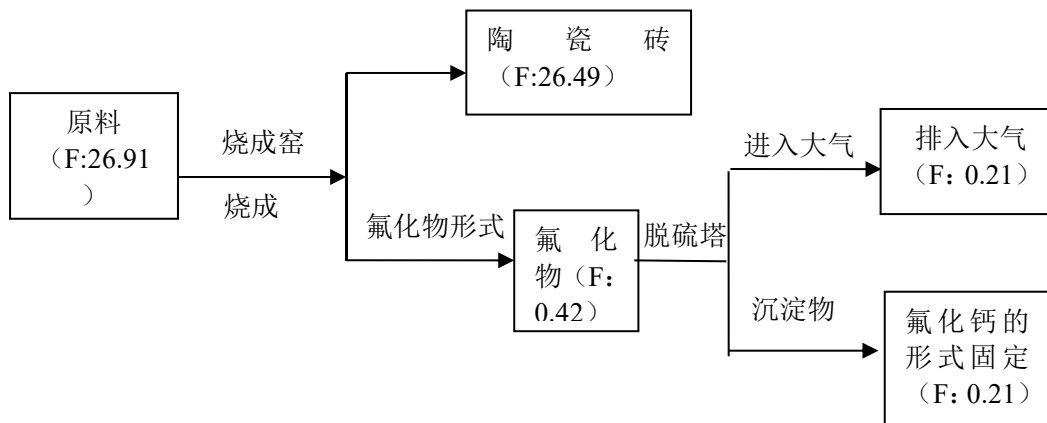 陶 瓷 砖
（F:26.49）
原料
（F:26.91
）
烧成窑
烧成
进入大气
排入大气
（F：0.21）
氟化物形式
氟 化
物（F：
0.42）
脱硫塔
沉淀物
氟化钙的
形式固定
（F：0.21）